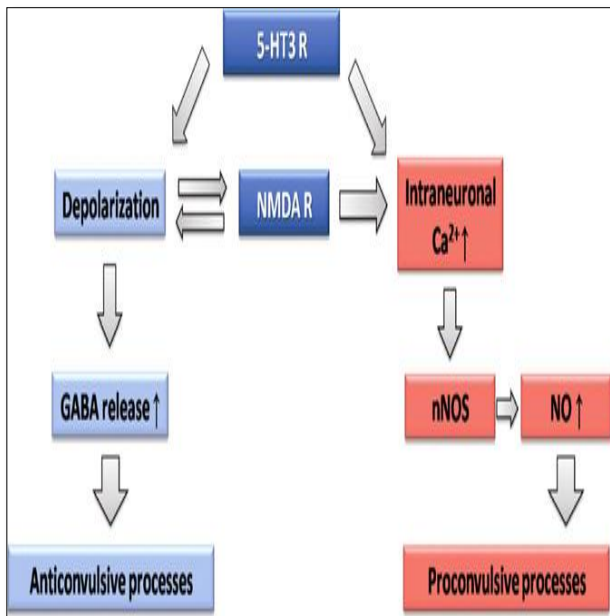 5-HT3 R
Depolarization
NMDA R
Intraneuronal
Ca²⁺↑
GABA release↑
nNOS
NO↑
Anticonvulsive processes
Proconvulsive processes